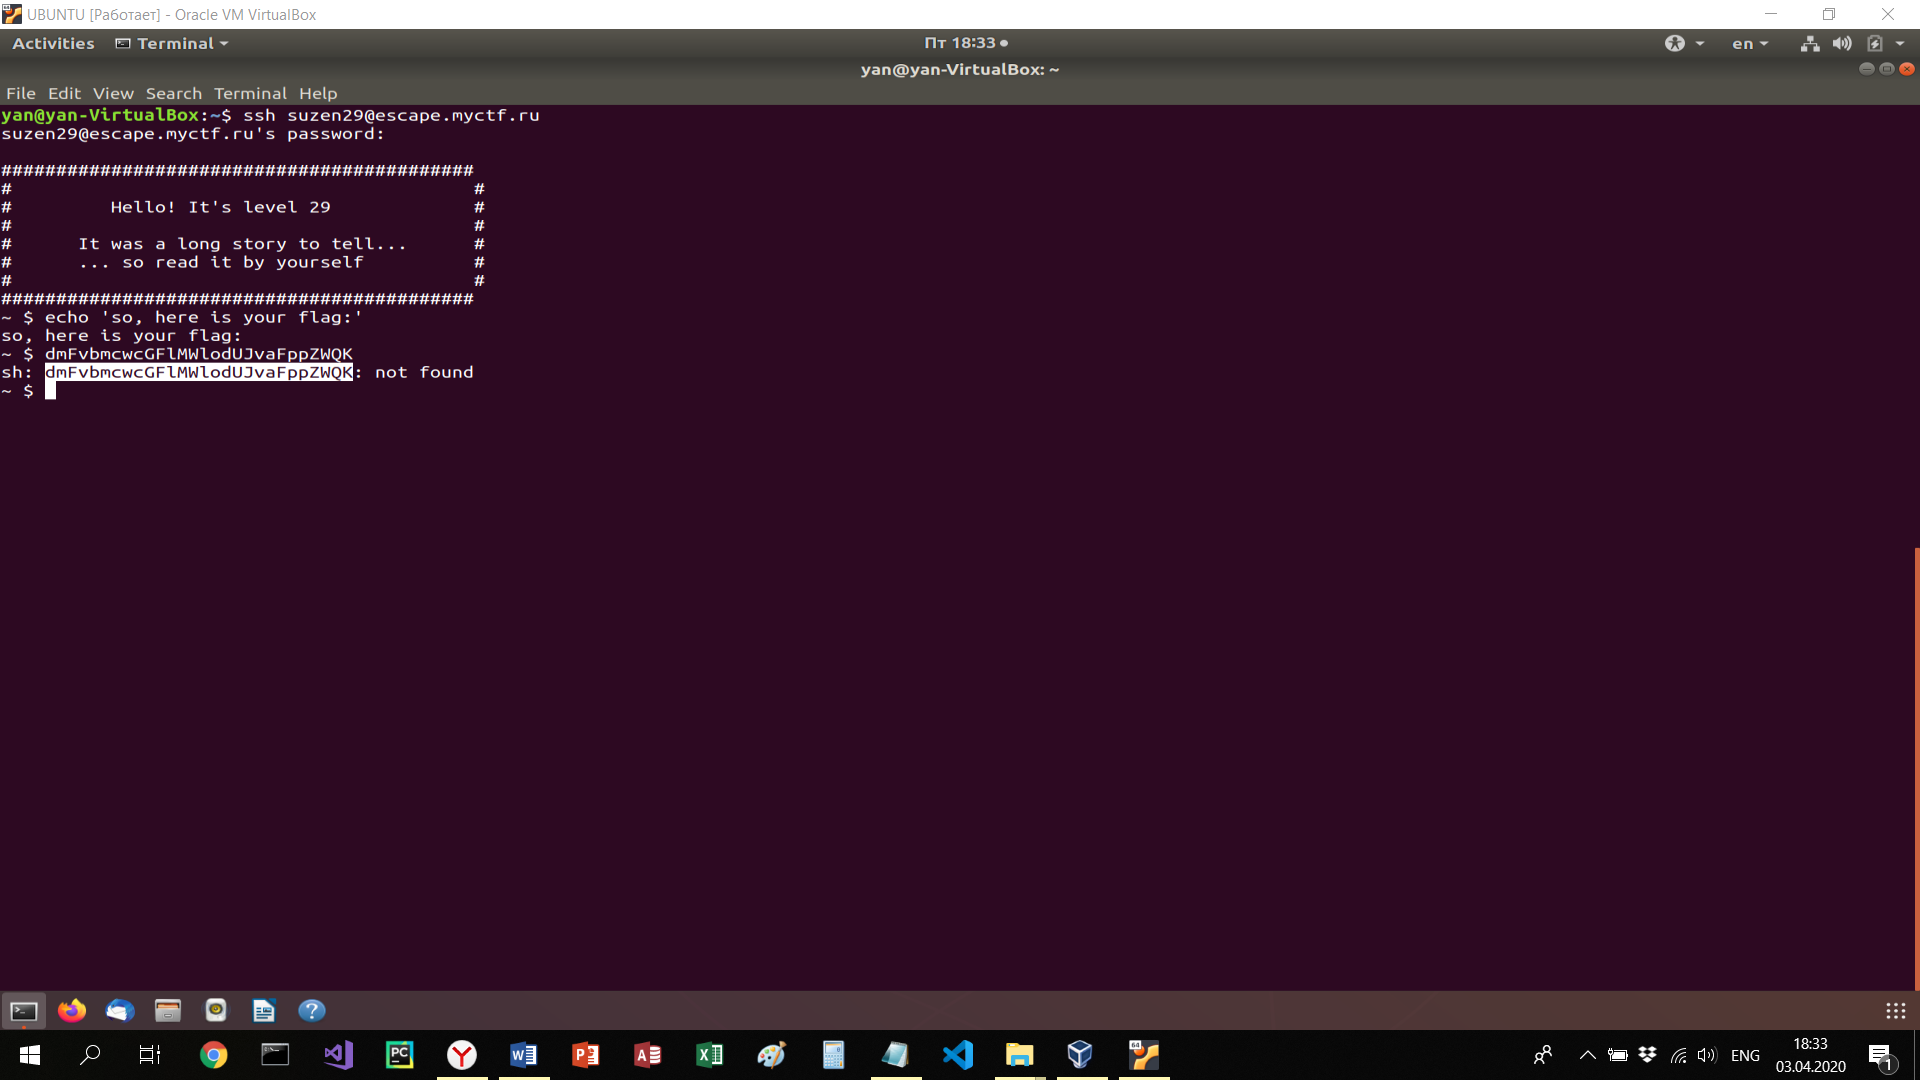 UBUNTU [Работает] - Oracle VM VirtualBox
Activities Terminal Пт 18:33 en
yan@yan-VirtualBox: ~
File Edit View Search Terminal Help
yan@yan-VirtualBox:~$ ssh suzen29@escape.myctf.ru
suzen29@escape.myctf.ru's password:
###########################################
# #
# Hello! It's level 29 #
# #
# It was a long story to tell... #
# ... so read it by yourself #
# #
###########################################
~ $ echo 'so, here is your flag:'
so, here is your flag:
~ $ dmFvbmcwcGFlMWlodUJvaFppZWQK
sh: dmFvbmcwcGFlMWlodUJvaFppZWQK: not found
~ $
ENG 18:33
03.04.2020
1